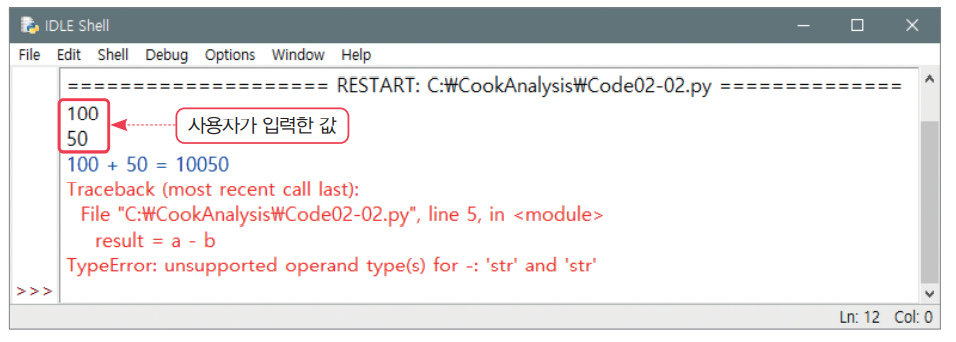 IDLE Shell
File Edit Shell Debug Options Window Help
==================== RESTART: C:₩CookAnalysis₩Code02-02.py ==============
100
사용자가 입력한 값
50
100 + 50 = 10050
Traceback (most recent call last):
File "C:₩CookAnalysis₩Code02-02.py", line 5, in <module>
result = a - b
TypeError: unsupported operand type(s) for -: 'str' and 'str'
>>>
Ln: 12 Col: 0